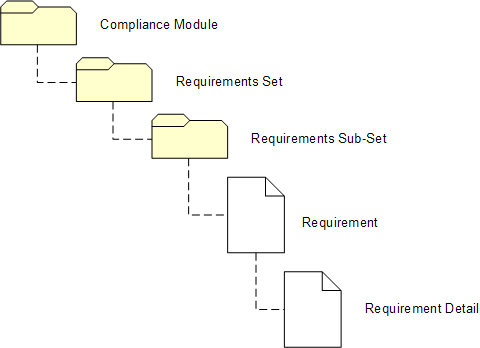 Compliance Module
Requirements Set
Requirements Sub-Set
Requirement
Requirement Detail